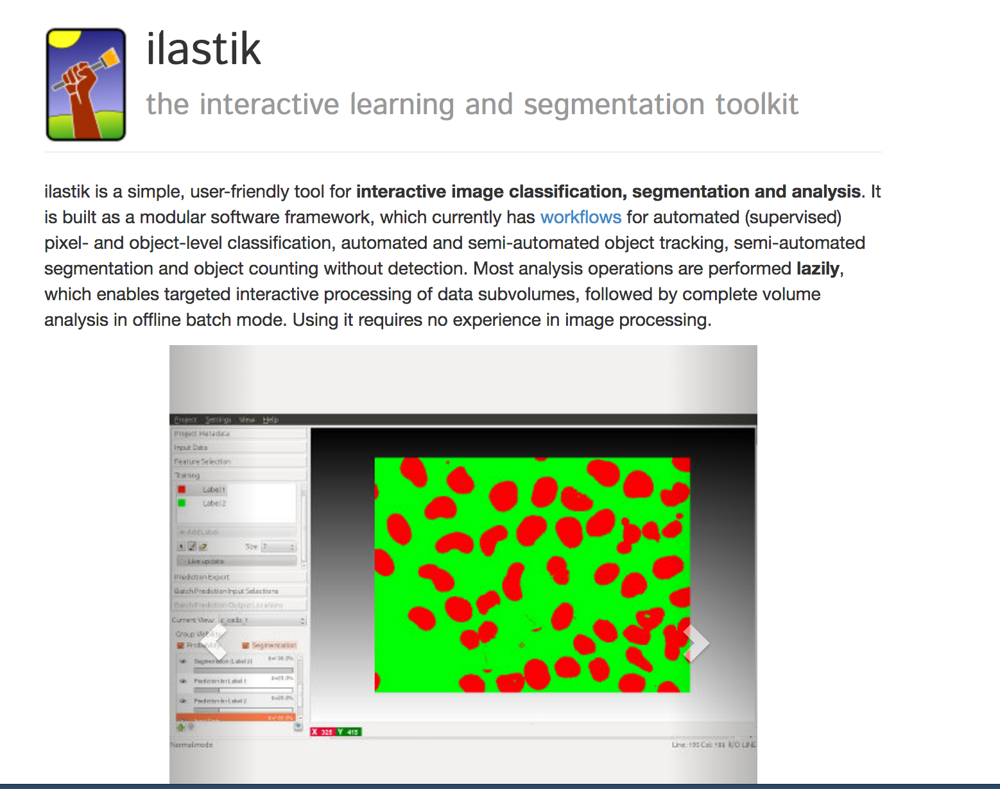 ilastik
the interactive learning and segmentation toolkit
ilastik is a simple, user-friendly tool for interactive image classification, segmentation and analysis. It
is built as a modular software framework, which currently has workflows for automated (supervised)
pixel- and object-level classification, automated and semi-automated object tracking, semi-automated
segmentation and object counting without detection. Most analysis operations are performed lazily,
which enables targeted interactive processing of data subvolumes, followed by complete volume
analysis in offline batch mode. Using it requires no experience in image processing.
Project Settings View Help
Project Metadata
Input Data
Feature Selection
Training
Label 1
Label 2
Add Label
Size: 7
Live update
Prediction Export
Batch Prediction Input Selections
Batch Prediction Output Locations
Current View:
Group Visibility
Probability Segmentation
Segmentation (Label 2)
Prediction for Label 1
Prediction for Label 2
X 325 Y 415
Normal mode